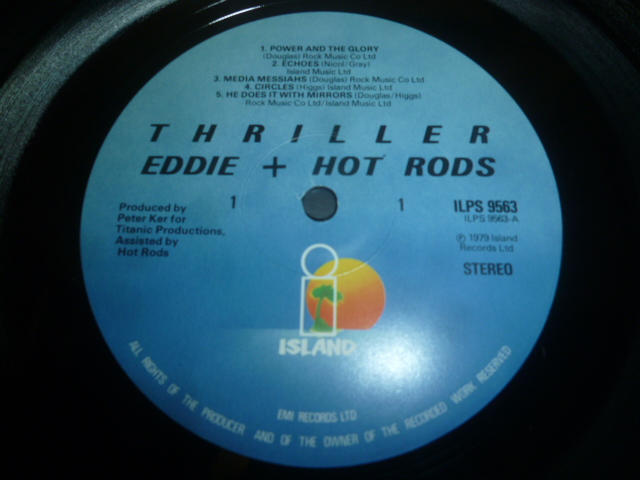 1. POWER AND THE GLORY
(Douglas) Rock Music Co Ltd
2. ECHOES (Nicol/Gray)
Island Music Ltd
3. MEDIA MESSIAHS (Douglas) Rock Music Co Ltd
4. CIRCLES (Higgs) Island Music Ltd
5. HE DOES IT WITH MIRRORS (Douglas/Higgs)
Rock Music Co Ltd/Island Music Ltd
THRILLER
EDDIE + HOT RODS
Produced by
Peter Ker for
Titanic Productions,
Assisted by
Hot Rods
1
1
ILPS 9563
ILPS 9563-A
Ⓟ 1979 Island
Records Ltd
STEREO
ISLAND
EMI RECORDS LTD
ALL RIGHTS OF THE PRODUCER AND OF THE OWNER OF THE RECORDED WORK RESERVED